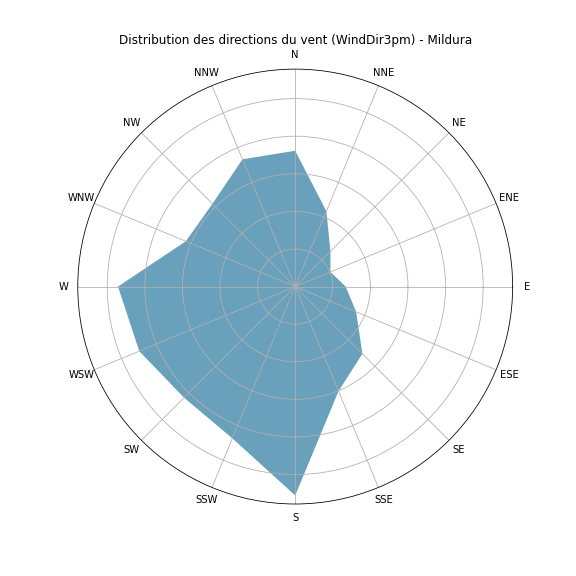 Distribution des directions du vent (WindDir3pm) - Mildura
N
NNW
NNE
NW
NE
WNW
ENE
W
E
WSW
ESE
SW
SE
SSW
SSE
S